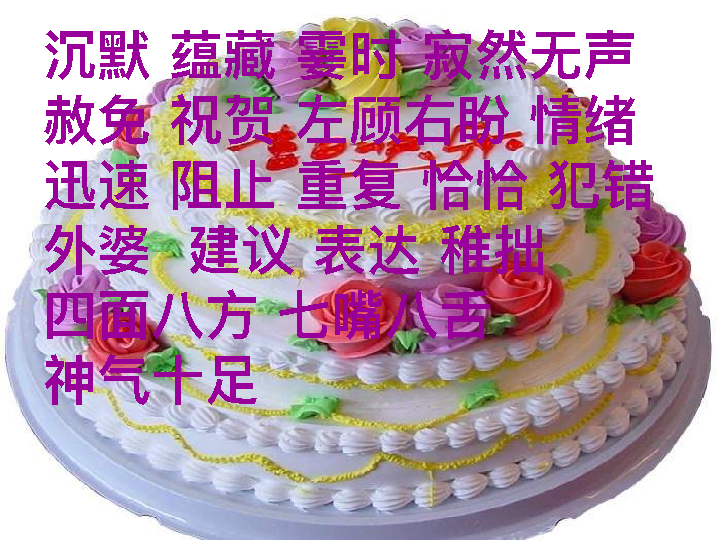 沉默 蕴藏 霎时 寂然无声
赦免 祝贺 左顾右盼 情绪
迅速 阻止 重复 恰恰 犯错
外婆 建议 表达 稚拙
四面八方 七嘴八舌
神气十足